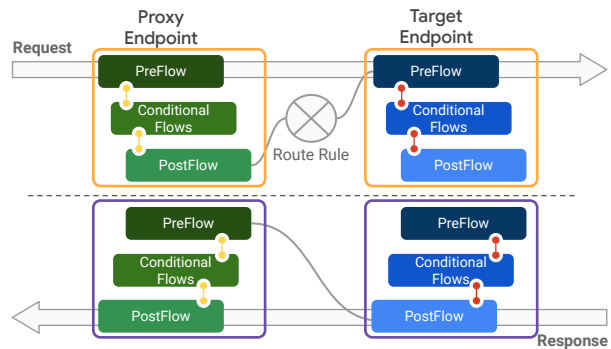 Proxy
Endpoint
Target
Endpoint
Request
PreFlow
Conditional
Flows
PostFlow
Route Rule
PreFlow
Conditional
Flows
PostFlow
PreFlow
Conditional
Flows
PostFlow
PreFlow
Conditional
Flows
PostFlow
Response